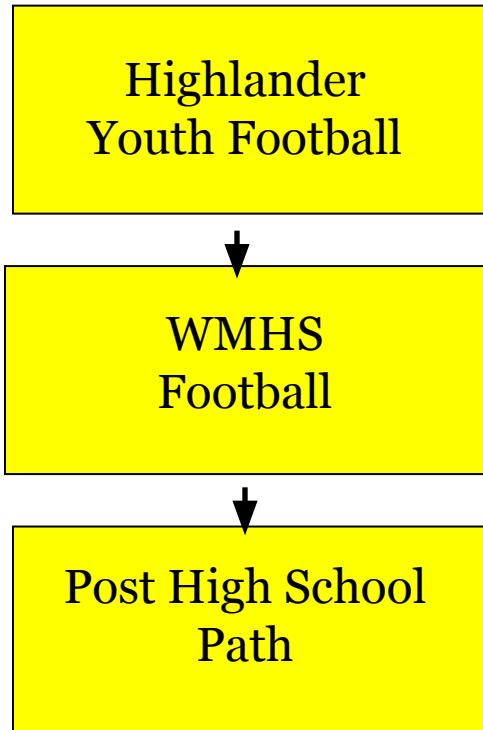 Highlander
Youth Football
WMHS
Football
Post High School
Path